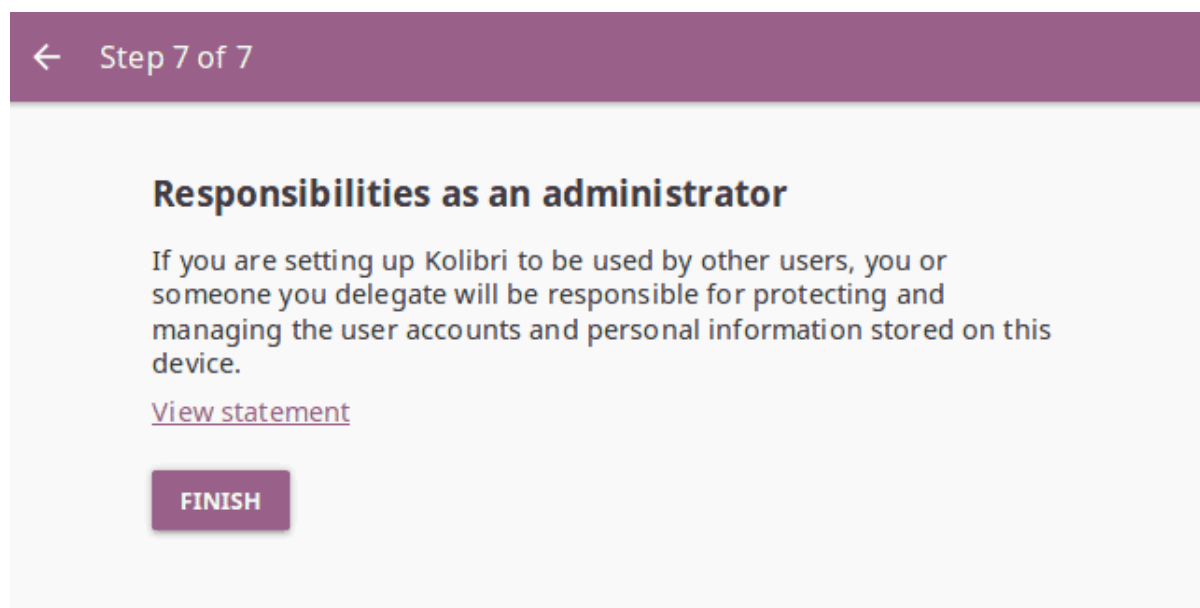 Step 7 of 7
Responsibilities as an administrator
If you are setting up Kolibri to be used by other users, you or
someone you delegate will be responsible for protecting and
managing the user accounts and personal information stored on this
device.
View statement
FINISH